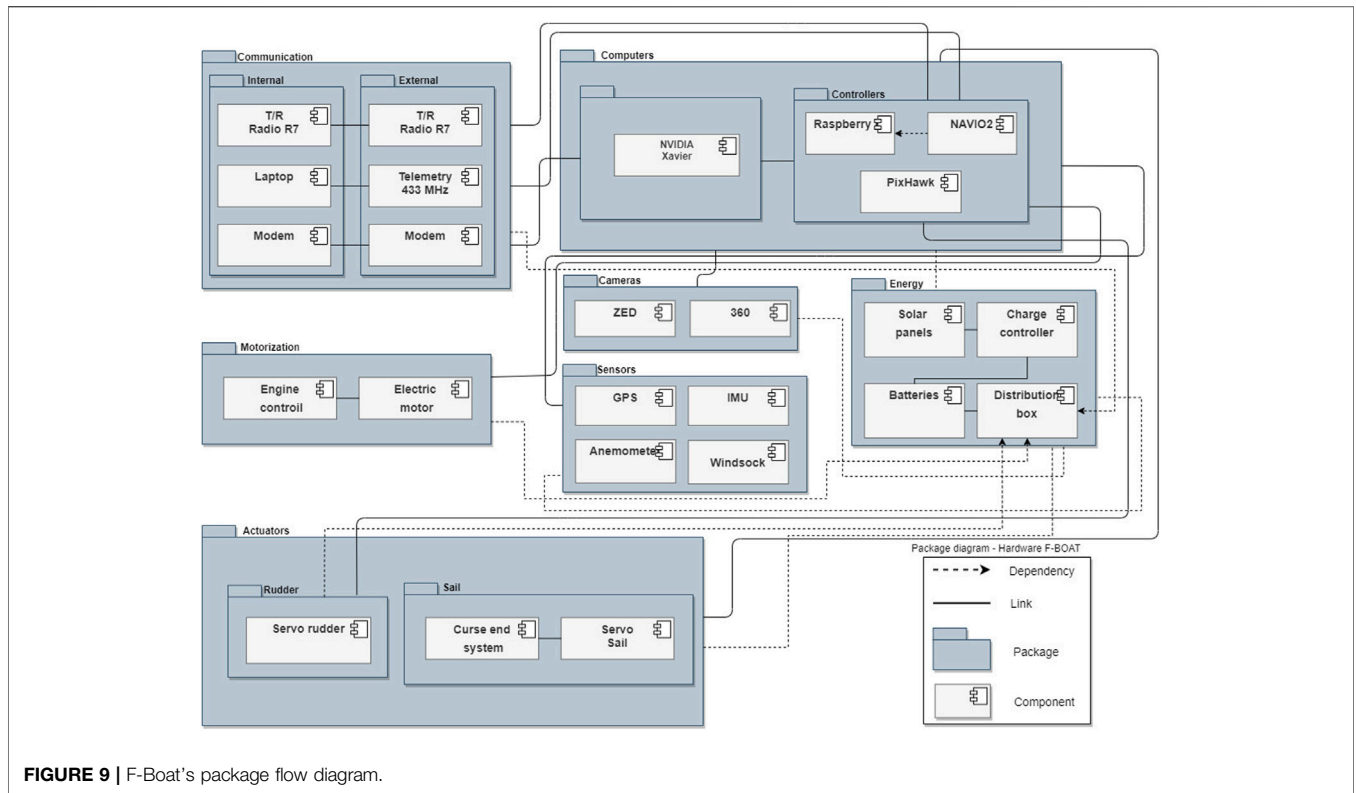 Communication
Internal
T/R
Radio R7
Laptop
Modem
External
T/R
Radio R7
Telemetry
433 MHz
Modem
Computers
NVIDIA
Xavier
Controllers
Raspberry
NAVIO2
PixHawk
Cameras
ZED
360
Energy
Solar
panels
Charge
controller
Batteries
Distribution
box
Motorization
Engine
controil
Electric
motor
Sensors
GPS
IMU
Anemometer
Windsock
Actuators
Rudder
Servo rudder
Sail
Curse end
system
Servo
Sail
Package diagram - Hardware F-BOAT
Dependency
Link
Package
Component
FIGURE 9 | F-Boat's package flow diagram.